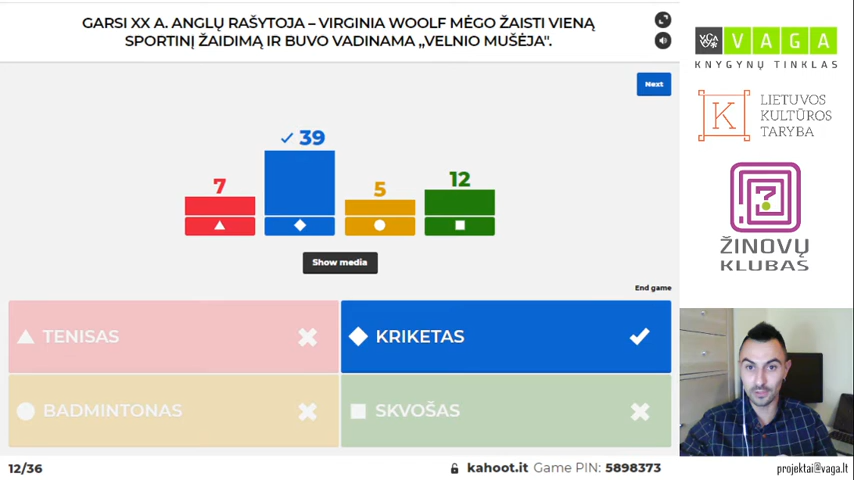 GARSI XX A. ANGLŲ RAŠYTOJA – VIRGINIA WOOLF MĖGO ŽAISTI VIENĄ
SPORTINĮ ŽAIDIMĄ IR BUVO VADINAMA „VELNIO MUŠĖJA".
Next
39
7
5
12
Show media
End game
TENISAS
KRIKETAS
BADMINTONAS
SKVOŠAS
12/36
kahoot.it Game PIN: 5898373
VAGA
KNYGYNŲ TINKLAS
K
LIETUVOS
KULTŪROS
TARYBA
?
ŽINOVŲ
KLUBAS
projektai@vaga.lt